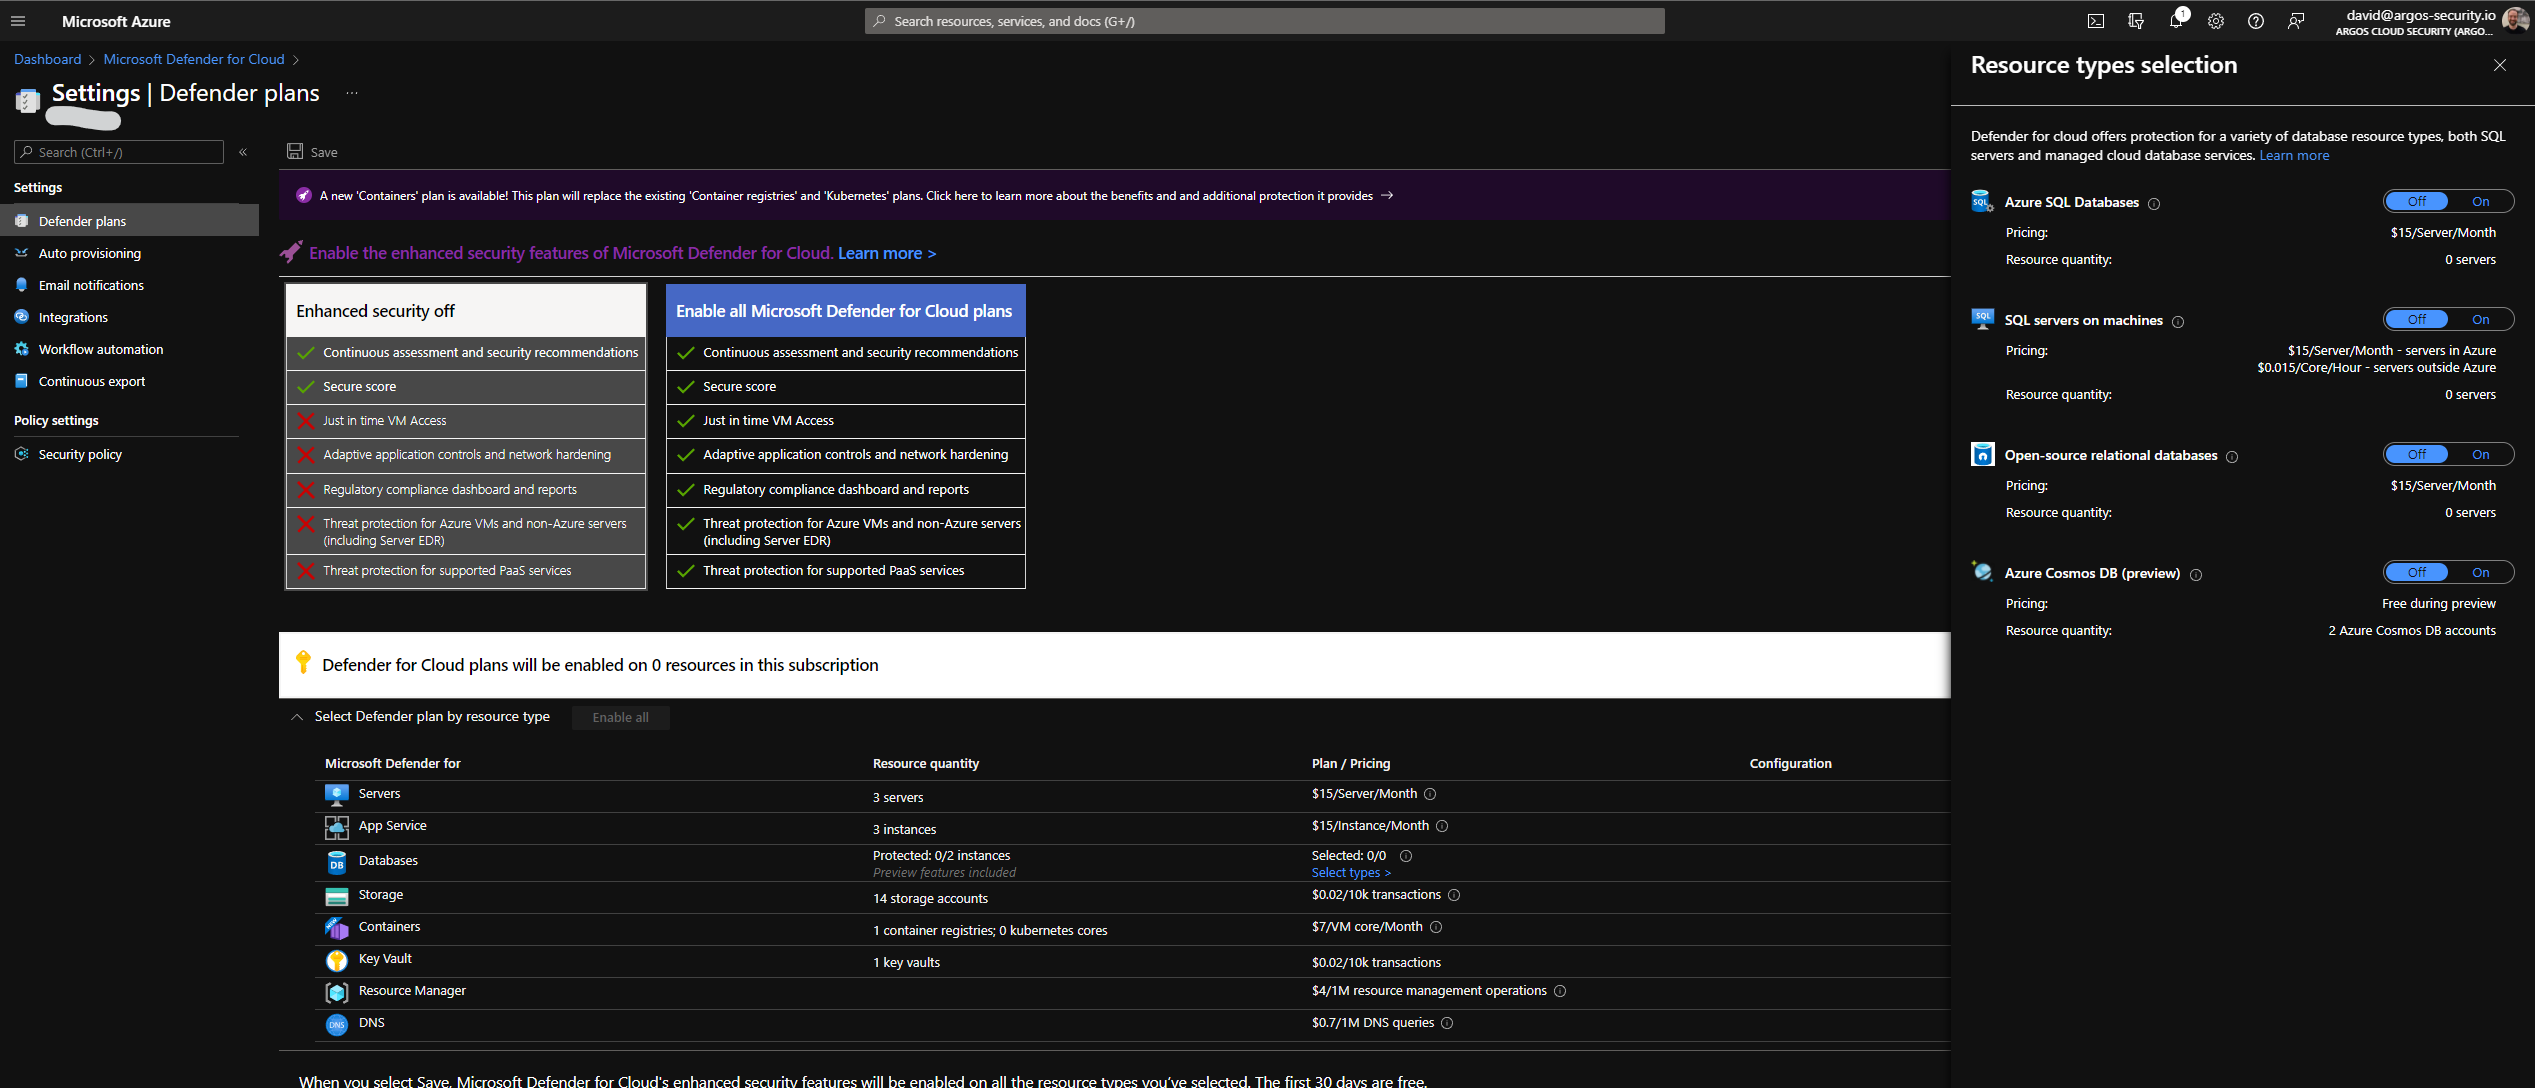 Microsoft Azure
Search resources, services, and docs (G+/)
1
david@argos-security.io
ARGOS CLOUD SECURITY (ARGO...
Dashboard > Microsoft Defender for Cloud >
Settings | Defender plans ...
Search (Ctrl+/) «
Settings
Defender plans
Auto provisioning
Email notifications
Integrations
Workflow automation
Continuous export
Policy settings
Security policy
Save
A new 'Containers' plan is available! This plan will replace the existing 'Container registries' and 'Kubernetes' plans. Click here to learn more about the benefits and and additional protection it provides →
Enable the enhanced security features of Microsoft Defender for Cloud. Learn more >
Enhanced security off
Continuous assessment and security recommendations
Secure score
Just in time VM Access
Adaptive application controls and network hardening
Regulatory compliance dashboard and reports
Threat protection for Azure VMs and non-Azure servers
(including Server EDR)
Threat protection for supported PaaS services
Enable all Microsoft Defender for Cloud plans
Continuous assessment and security recommendations
Secure score
Just in time VM Access
Adaptive application controls and network hardening
Regulatory compliance dashboard and reports
Threat protection for Azure VMs and non-Azure servers
(including Server EDR)
Threat protection for supported PaaS services
Defender for Cloud plans will be enabled on 0 resources in this subscription
Select Defender plan by resource type Enable all
Microsoft Defender for Resource quantity Plan / Pricing Configuration
Servers 3 servers $15/Server/Month
App Service 3 instances $15/Instance/Month
DB Databases Protected: 0/2 instances Selected: 0/0
Preview features included Select types >
Storage 14 storage accounts $0.02/10k transactions
NEW Containers 1 container registries; 0 kubernetes cores $7/VM core/Month
Key Vault 1 key vaults $0.02/10k transactions
Resource Manager $4/1M resource management operations
DNS DNS $0.7/1M DNS queries
When you select Save, Microsoft Defender for Cloud's enhanced security features will be enabled on all the resource types you've selected. The first 30 days are free.
Resource types selection
Defender for cloud offers protection for a variety of database resource types, both SQL
servers and managed cloud database services. Learn more
SQL Azure SQL Databases Off On
Pricing: $15/Server/Month
Resource quantity: 0 servers
SQL SQL servers on machines Off On
Pricing: $15/Server/Month - servers in Azure
$0.015/Core/Hour - servers outside Azure
Resource quantity: 0 servers
Open-source relational databases Off On
Pricing: $15/Server/Month
Resource quantity: 0 servers
Azure Cosmos DB (preview) Off On
Pricing: Free during preview
Resource quantity: 2 Azure Cosmos DB accounts